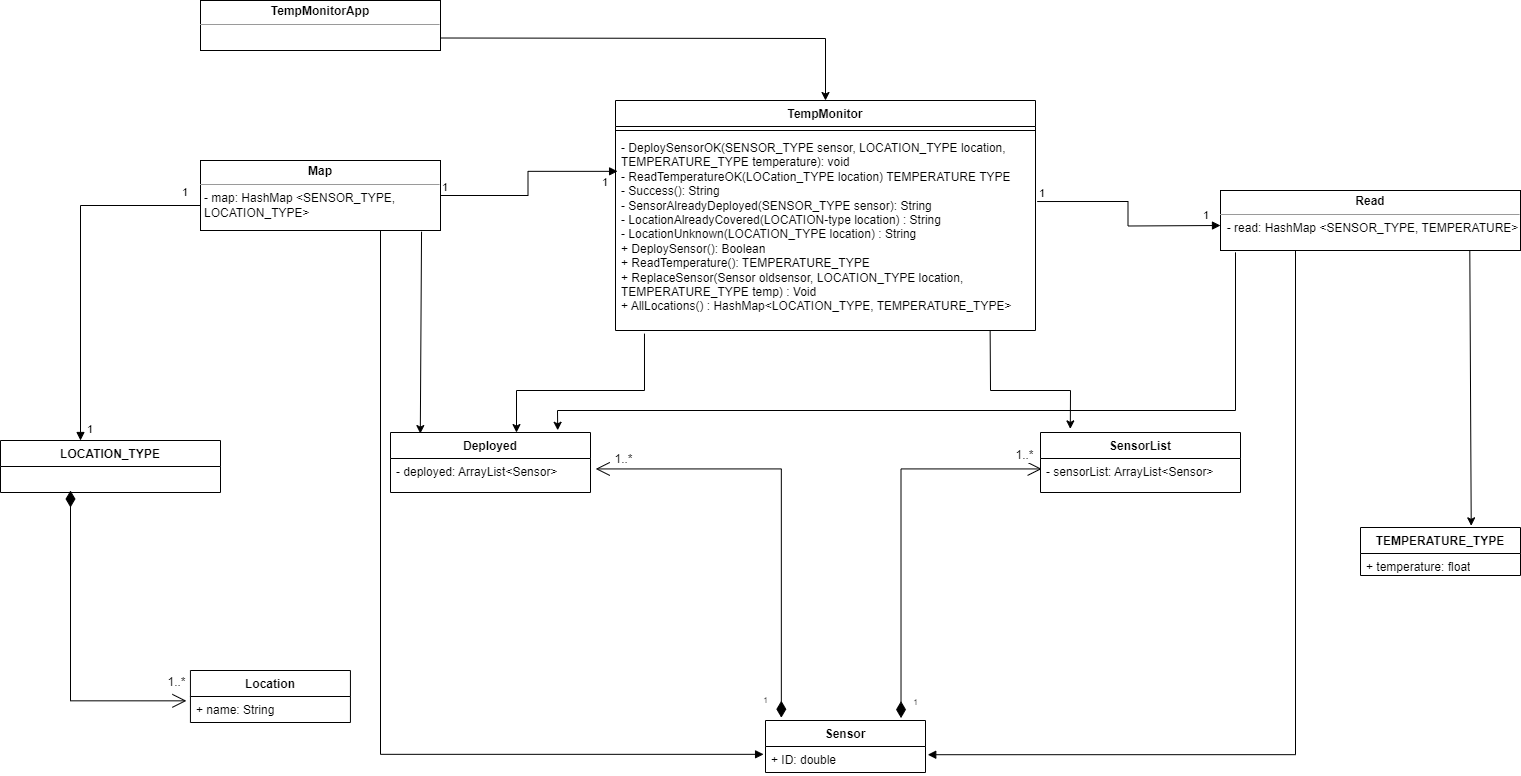 TempMonitorApp
TempMonitor
- DeploySensorOK(SENSOR_TYPE sensor, LOCATION_TYPE location,
TEMPERATURE_TYPE temperature): void
- ReadTemperatureOK(LOCation_TYPE location) TEMPERATURE TYPE
- Success(): String
- SensorAlreadyDeployed(SENSOR_TYPE sensor): String
- LocationAlreadyCovered(LOCATION-type location) : String
- LocationUnknown(LOCATION_TYPE location) : String
+ DeploySensor(): Boolean
+ ReadTemperature(): TEMPERATURE_TYPE
+ ReplaceSensor(Sensor oldsensor, LOCATION_TYPE location,
TEMPERATURE_TYPE temp) : Void
+ AllLocations() : HashMap<LOCATION_TYPE, TEMPERATURE_TYPE>
Map
- map: HashMap <SENSOR_TYPE,
LOCATION_TYPE>
1
1
1
1
1
Read
- read: HashMap <SENSOR_TYPE, TEMPERATURE>
1
LOCATION_TYPE
Deployed
- deployed: ArrayList<Sensor>
1..*
1..*
SensorList
- sensorList: ArrayList<Sensor>
TEMPERATURE_TYPE
+ temperature: float
1..*
Location
+ name: String
1
1
Sensor
+ ID: double